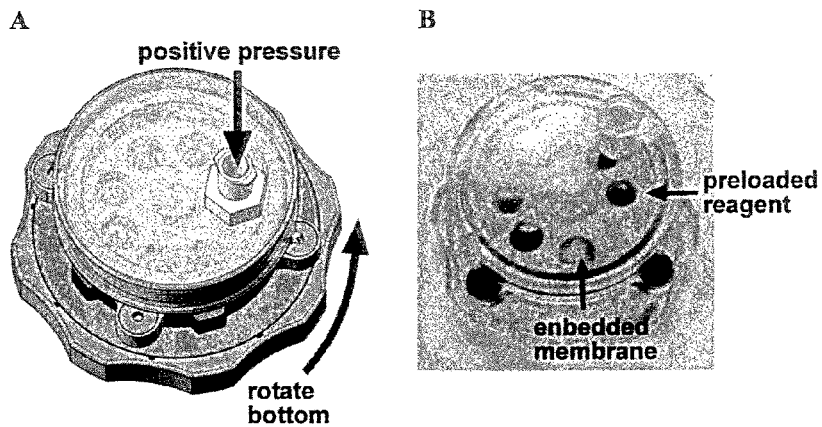 A
positive pressure
rotate
bottom
B
preloaded
reagent
enbedded
membrane